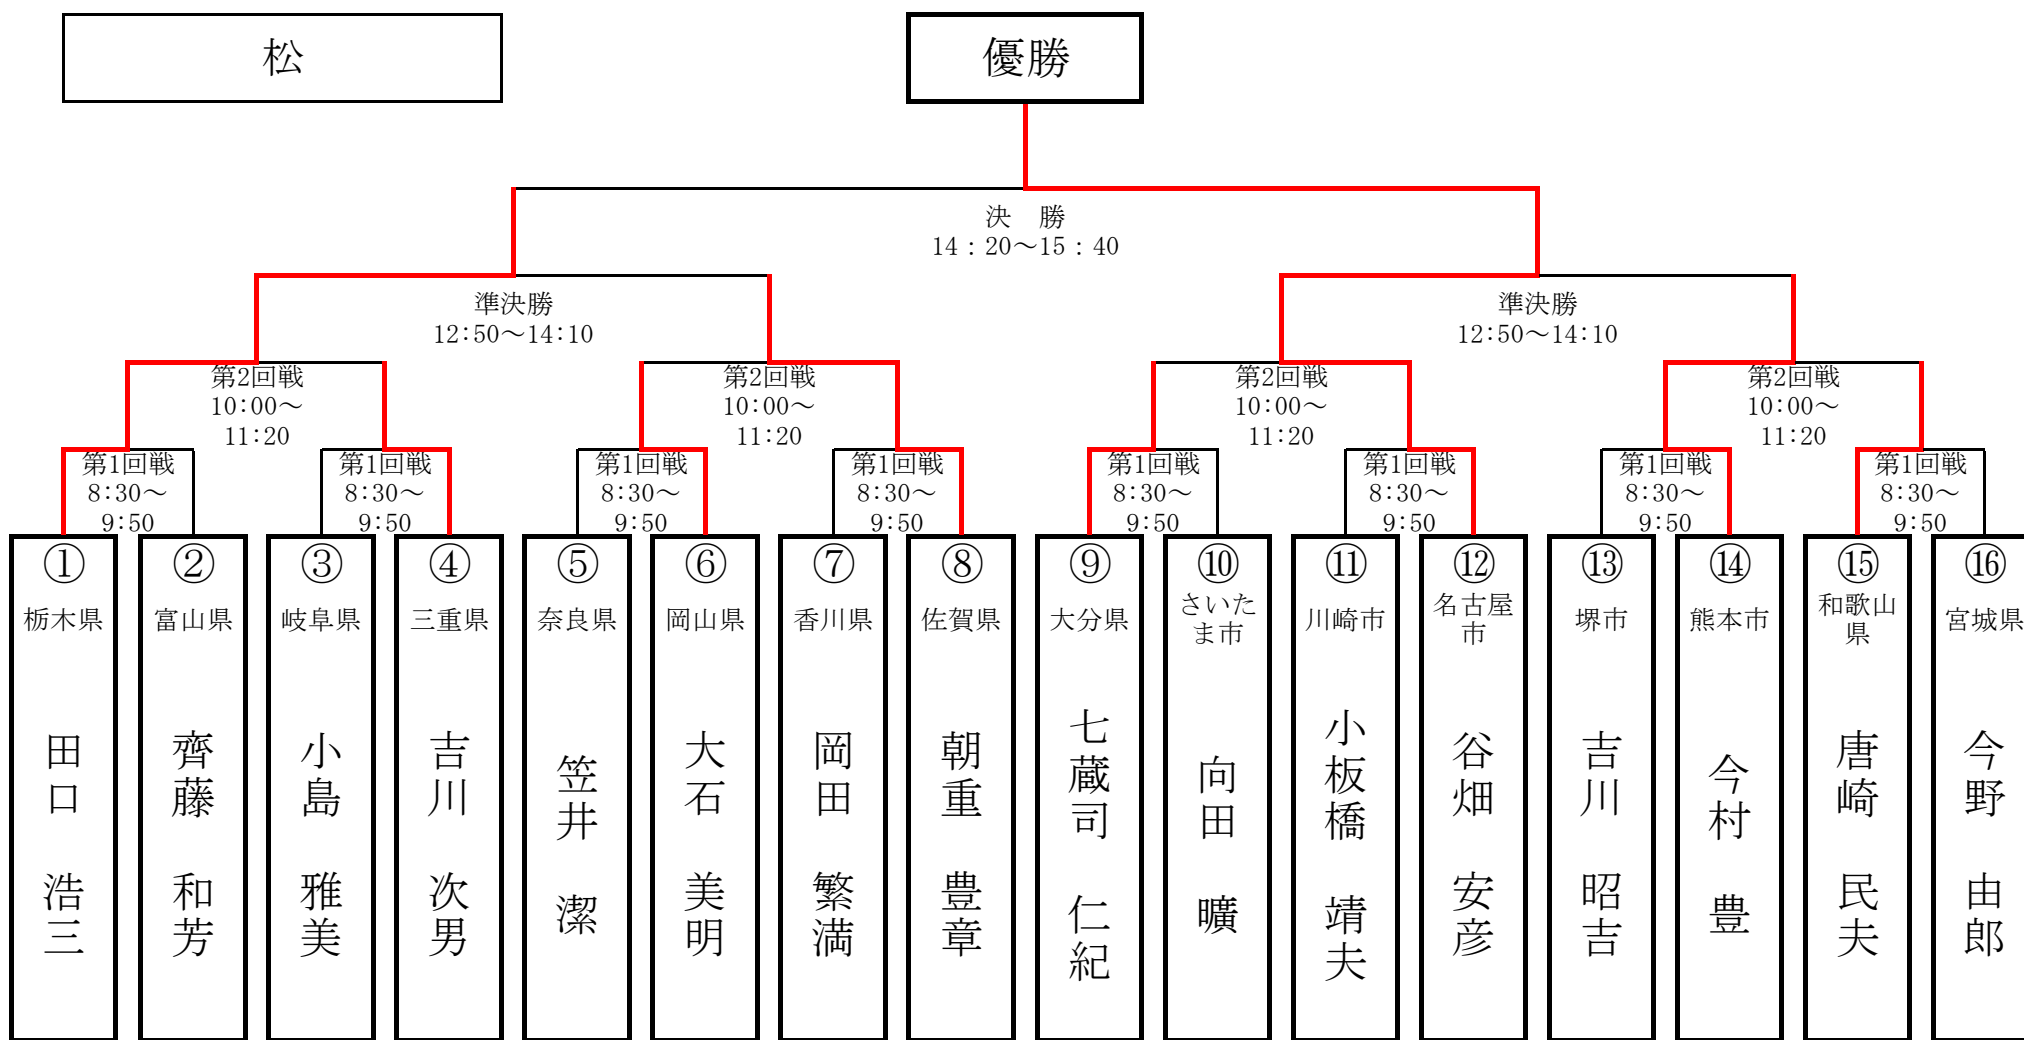 松
優勝
決　勝
14：20～15：40
準決勝
12:50～14:10
準決勝
12:50～14:10
第2回戦
10:00～
11:20
第2回戦
10:00～
11:20
第2回戦
10:00～
11:20
第2回戦
10:00～
11:20
第1回戦
8:30～
9:50
第1回戦
8:30～
9:50
第1回戦
8:30～
9:50
第1回戦
8:30～
9:50
第1回戦
8:30～
9:50
第1回戦
8:30～
9:50
第1回戦
8:30～
9:50
第1回戦
8:30～
9:50
①
栃木県
田口　浩三
②
富山県
齊藤　和芳
③
岐阜県
小島　雅美
④
三重県
吉川　次男
⑤
奈良県
笠井　潔
⑥
岡山県
大石　美明
⑦
香川県
岡田　繁満
⑧
佐賀県
朝重　豊章
⑨
大分県
七蔵司　仁紀
⑩
さいた
ま市
向田　曠
⑪
川崎市
小板橋　靖夫
⑫
名古屋
市
谷畑　安彦
⑬
堺市
吉川　昭吉
⑭
熊本市
今村　豊
⑮
和歌山
県
唐崎　民夫
⑯
宮城県
今野　由郎